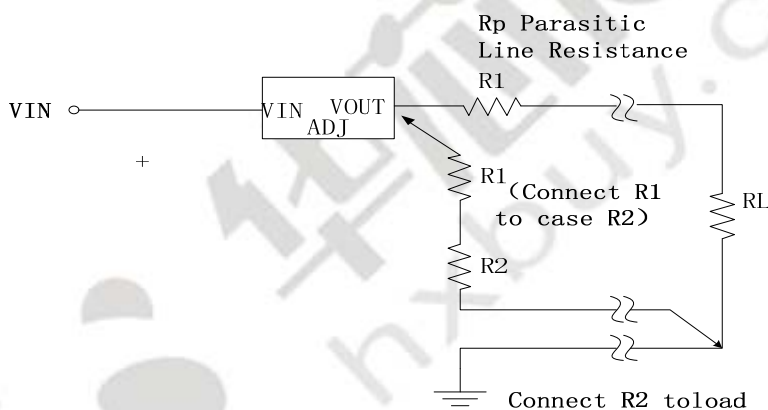 Rp Parasitic
Line Resistance
R1
VIN
VIN
VOUT
ADJ
+
R1
(Connect R1
to case R2)
RL
R2
Connect R2 toload
hxbuy.c